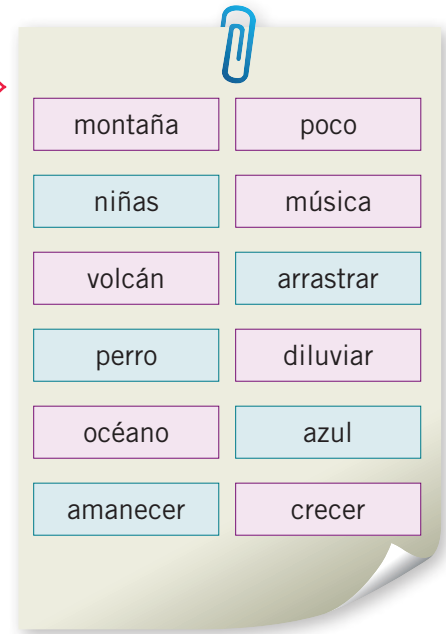 montaña poco
niñas música
volcán arrastrar
perro diluviar
océano azul
amanecer crecer